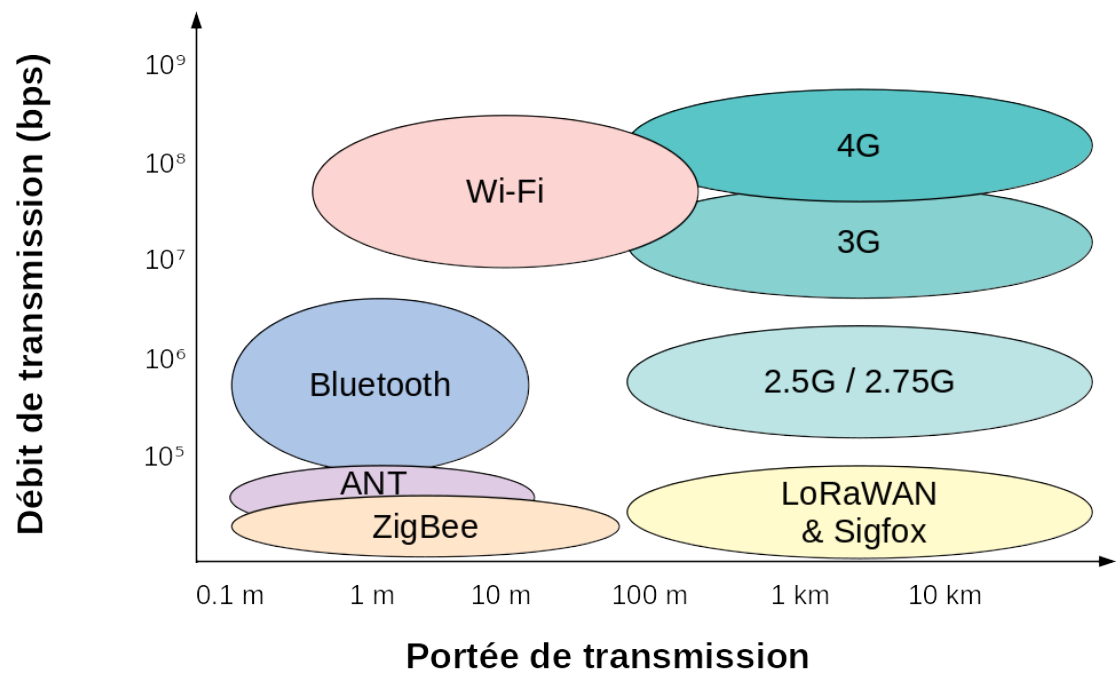 Débit de transmission (bps)
10⁹
10⁸
10⁷
10⁶
10⁵
4G
Wi-Fi
3G
Bluetooth
2.5G / 2.75G
ANT
ZigBee
LoRaWAN
& Sigfox
0.1 m
1 m
10 m
100 m
1 km
10 km
Portée de transmission